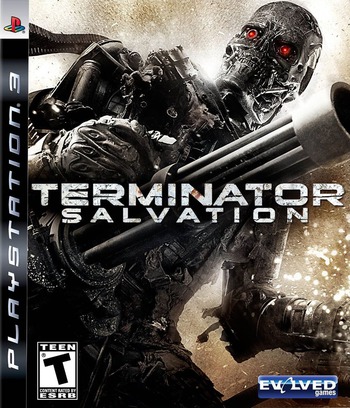 PLAYSTATION 3
TERMINATOR
SALVATION
TEEN
T
CONTENT RATED BY
ESRB
EVOLVED
games